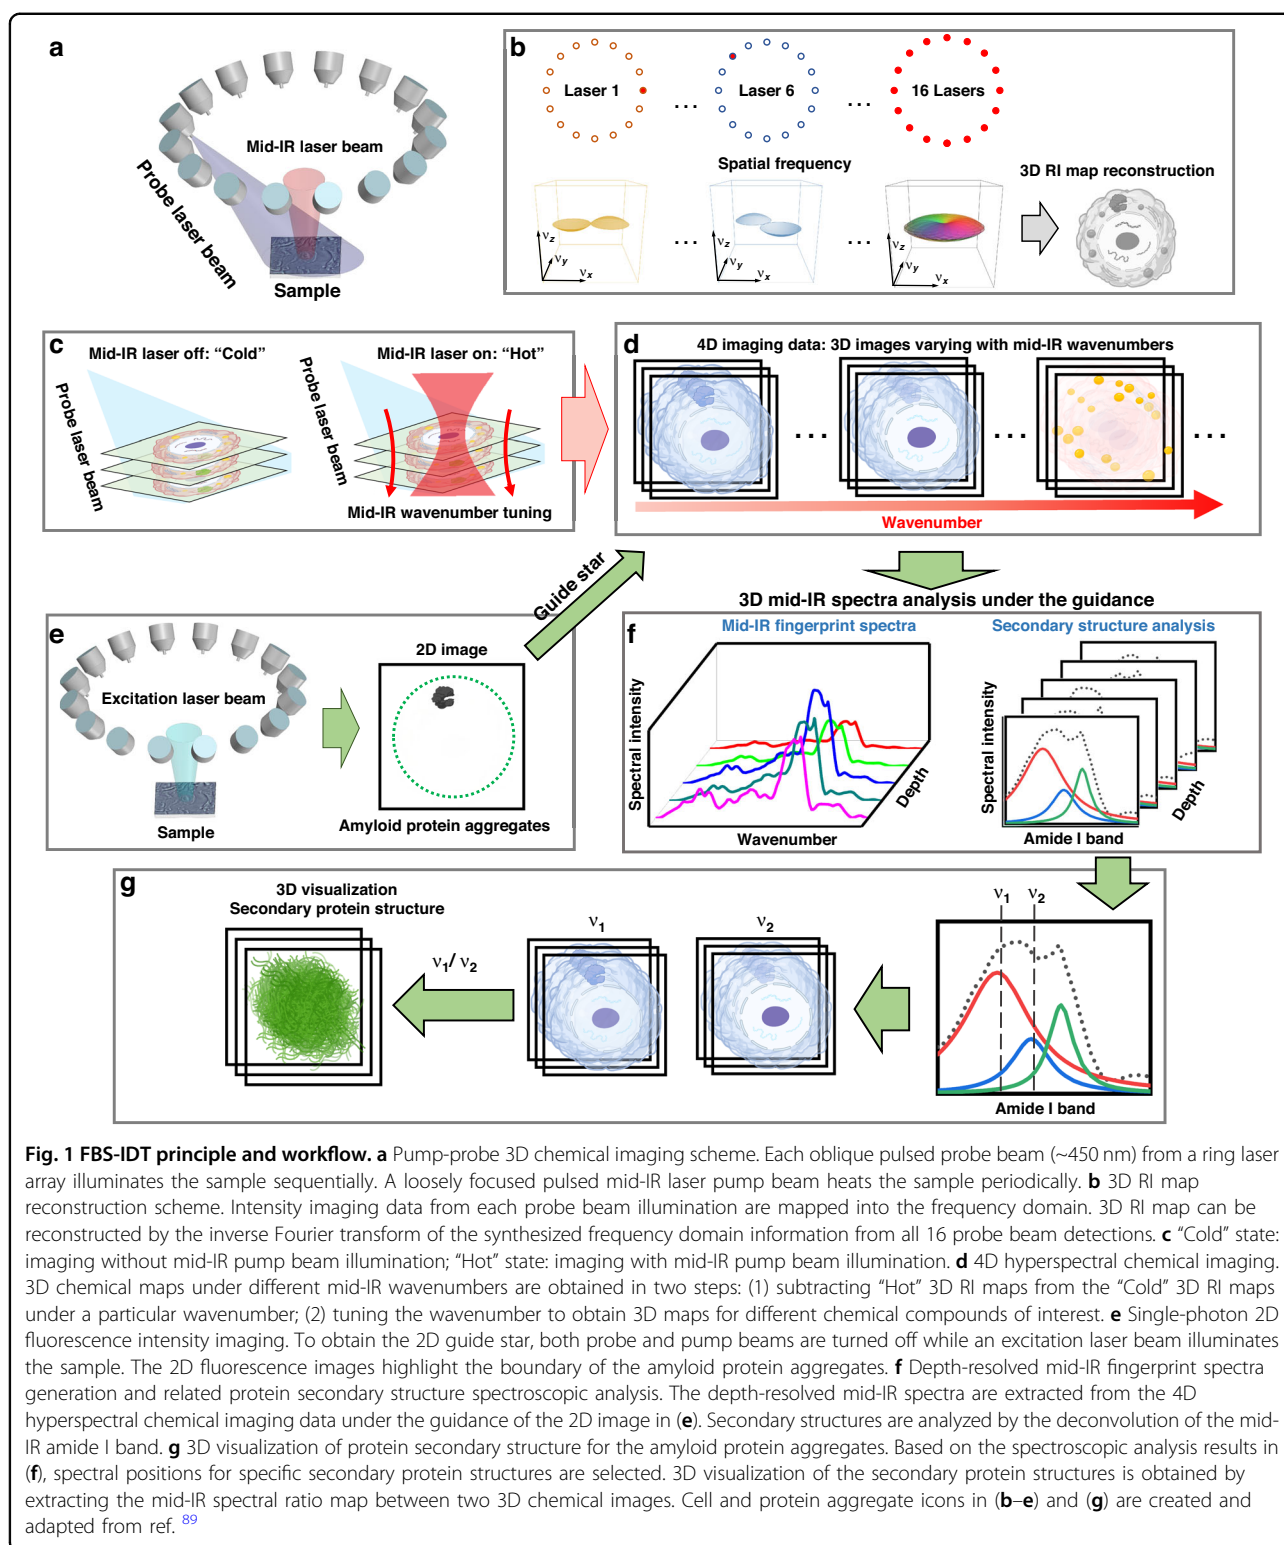 a
Mid-IR laser beam
Probe laser beam
Sample
b
Laser 1
...
Laser 6
...
16 Lasers
Spatial frequency
3D RI map reconstruction
νz
νy
νx
...
νz
νy
νx
...
νz
νy
νx
c
Mid-IR laser off: “Cold”
Mid-IR laser on: “Hot”
Probe laser beam
Probe laser beam
Mid-IR wavenumber tuning
d
4D imaging data: 3D images varying with mid-IR wavenumbers
...
...
...
Wavenumber
Guide star
e
Excitation laser beam
Sample
2D image
Amyloid protein aggregates
3D mid-IR spectra analysis under the guidance
f
Mid-IR fingerprint spectra
Spectral intensity
Wavenumber
Depth
Secondary structure analysis
Spectral intensity
Amide I band
Depth
g
3D visualization
Secondary protein structure
ν1/ ν2
ν1
ν2
ν1
ν2
Amide I band
Fig. 1 FBS-IDT principle and workflow. a Pump-probe 3D chemical imaging scheme. Each oblique pulsed probe beam (~450 nm) from a ring laser
array illuminates the sample sequentially. A loosely focused pulsed mid-IR laser pump beam heats the sample periodically. b 3D RI map
reconstruction scheme. Intensity imaging data from each probe beam illumination are mapped into the frequency domain. 3D RI map can be
reconstructed by the inverse Fourier transform of the synthesized frequency domain information from all 16 probe beam detections. c “Cold” state:
imaging without mid-IR pump beam illumination; “Hot” state: imaging with mid-IR pump beam illumination. d 4D hyperspectral chemical imaging.
3D chemical maps under different mid-IR wavenumbers are obtained in two steps: (1) subtracting “Hot” 3D RI maps from the “Cold” 3D RI maps
under a particular wavenumber; (2) tuning the wavenumber to obtain 3D maps for different chemical compounds of interest. e Single-photon 2D
fluorescence intensity imaging. To obtain the 2D guide star, both probe and pump beams are turned off while an excitation laser beam illuminates
the sample. The 2D fluorescence images highlight the boundary of the amyloid protein aggregates. f Depth-resolved mid-IR fingerprint spectra
generation and related protein secondary structure spectroscopic analysis. The depth-resolved mid-IR spectra are extracted from the 4D
hyperspectral chemical imaging data under the guidance of the 2D image in (e). Secondary structures are analyzed by the deconvolution of the mid-
IR amide I band. g 3D visualization of protein secondary structure for the amyloid protein aggregates. Based on the spectroscopic analysis results in
(f), spectral positions for specific secondary protein structures are selected. 3D visualization of the secondary protein structures is obtained by
extracting the mid-IR spectral ratio map between two 3D chemical images. Cell and protein aggregate icons in (b–e) and (g) are created and
adapted from ref. 89